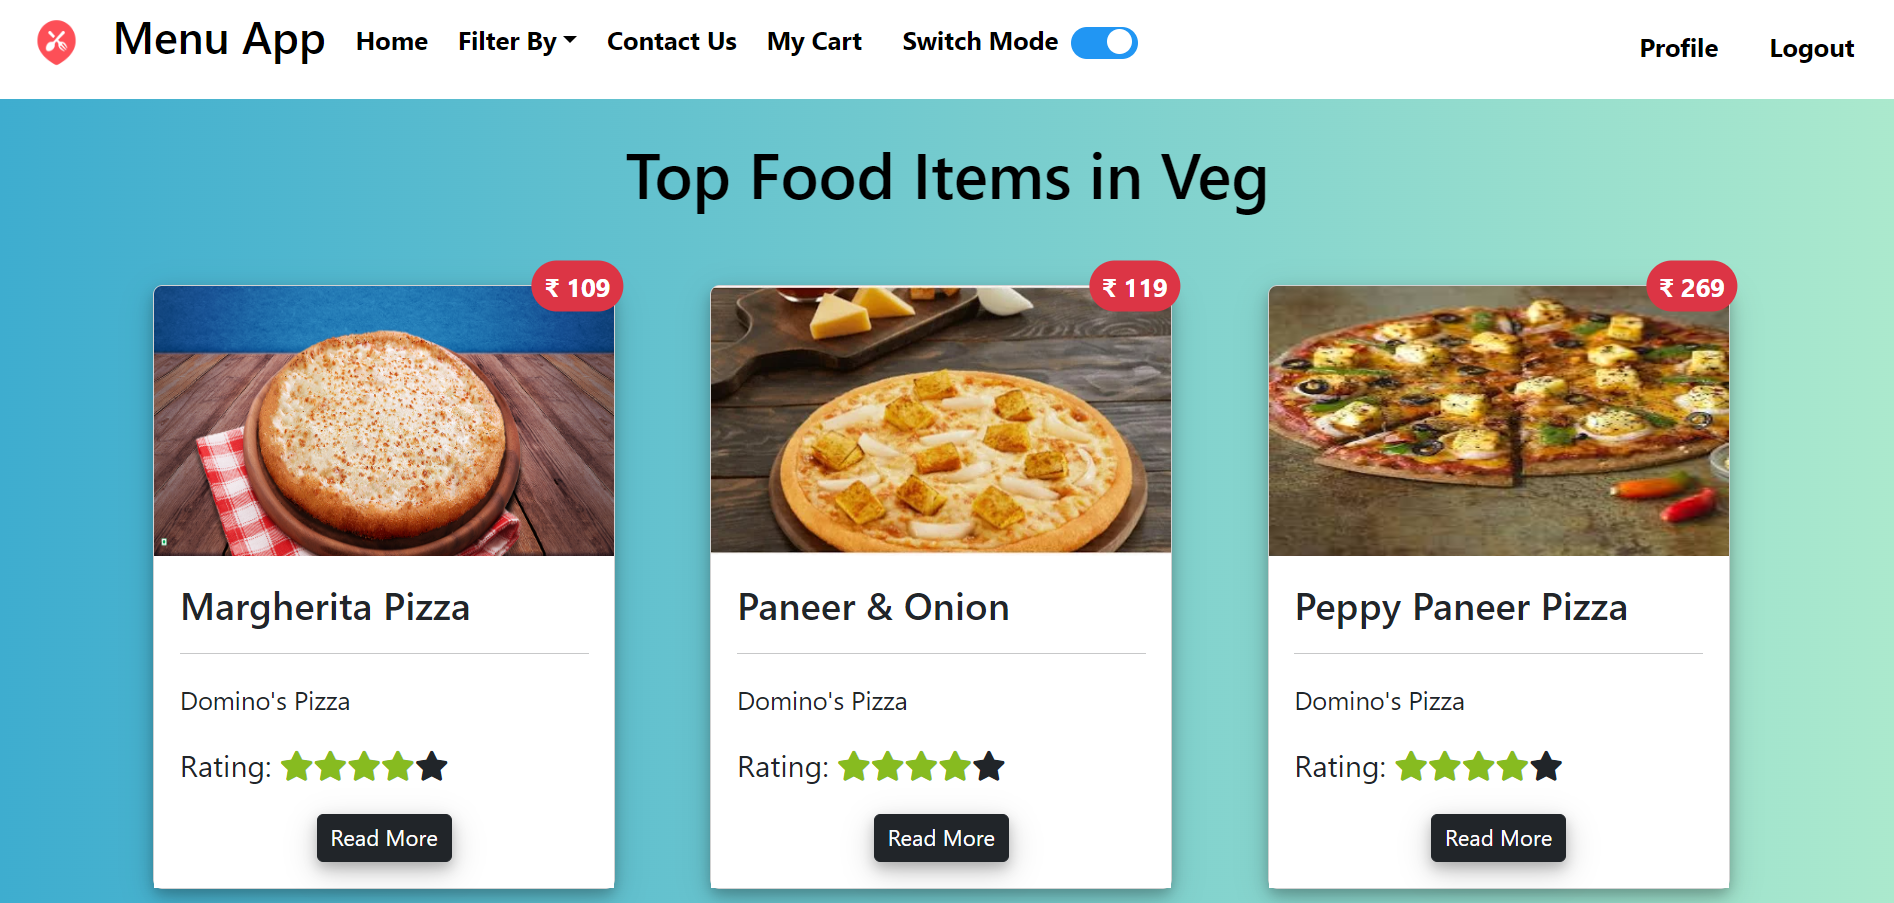 Menu App Home Filter By Contact Us My Cart Switch Mode Profile Logout
Top Food Items in Veg
₹ 109
₹ 119
₹ 269
Margherita Pizza
Domino's Pizza
Rating:
Read More
Paneer & Onion
Domino's Pizza
Rating:
Read More
Peppy Paneer Pizza
Domino's Pizza
Rating:
Read More